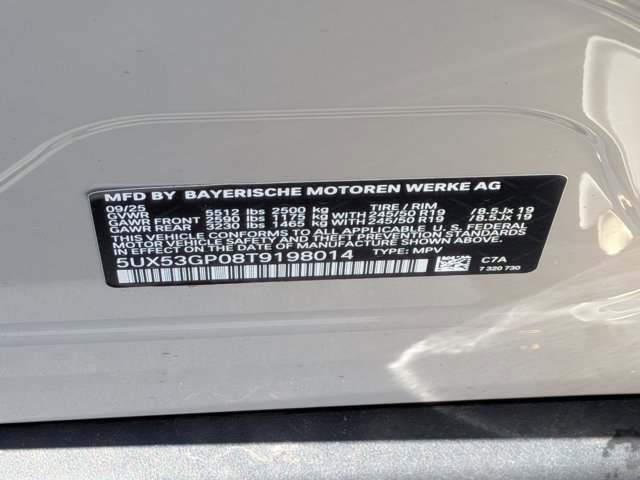 MFD BY BAYERISCHE MOTOREN WERKE AG
09/25 TIRE / RIM
GVWR 5512 lbs 2500 kg
GAWR FRONT 2590 lbs 1175 kg WITH 245/50 R19 /8.5Jx 19
GAWR REAR 3230 lbs 1465 kg WITH 245/50 R19 /8.5Jx 19
THIS VEHICLE CONFORMS TO ALL APPLICABLE U.S. FEDERAL
MOTOR VEHICLE SAFETY AND THEFT PREVENTION STANDARDS
IN EFFECT ON THE DATE OF MANUFACTURE SHOWN ABOVE.
5UX53GP08T9198014 TYPE: MPV
C7A
7 320 730